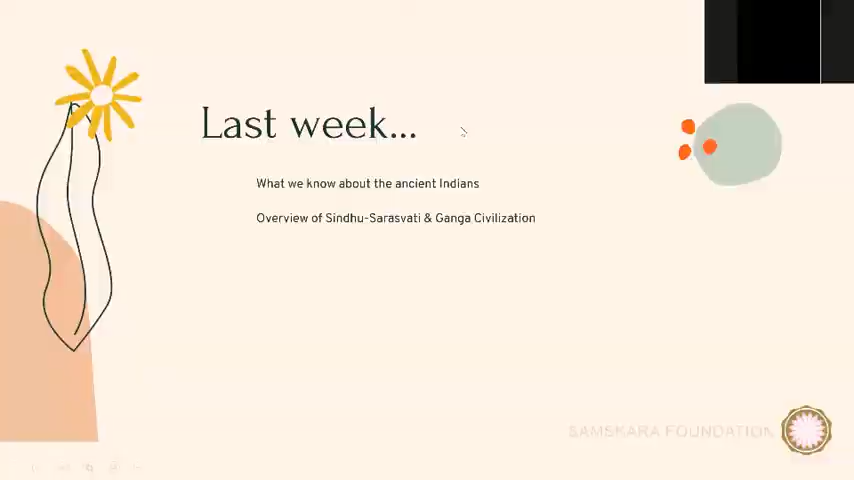 Last week...
What we know about the ancient Indians
Overview of Sindhu-Sarasvati & Ganga Civilization
SAMSKARA FOUNDATION